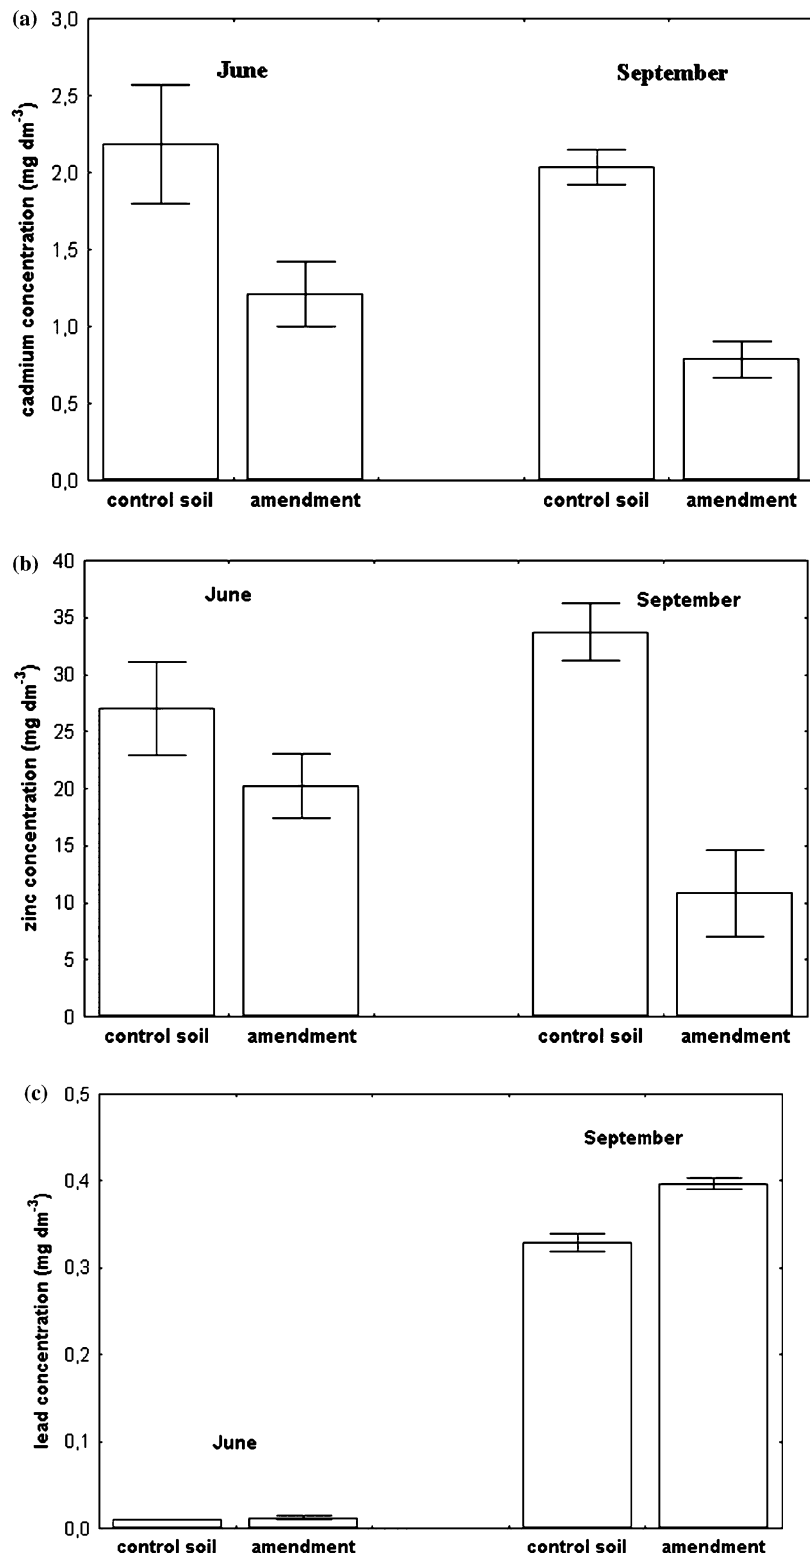 (a)
3,0
June
September
2,5
2,0
1,5
1,0
0,5
0,0
cadmium concentration (mg dm-3)
control soil amendment control soil amendment
(b)
40
June
September
35
30
25
20
15
10
5
0
zinc concentration (mg dm-3)
control soil amendment control soil amendment
(c)
0,5
September
0,4
0,3
0,2
0,1
June
0,0
lead concentration (mg dm-3)
control soil amendment control soil amendment